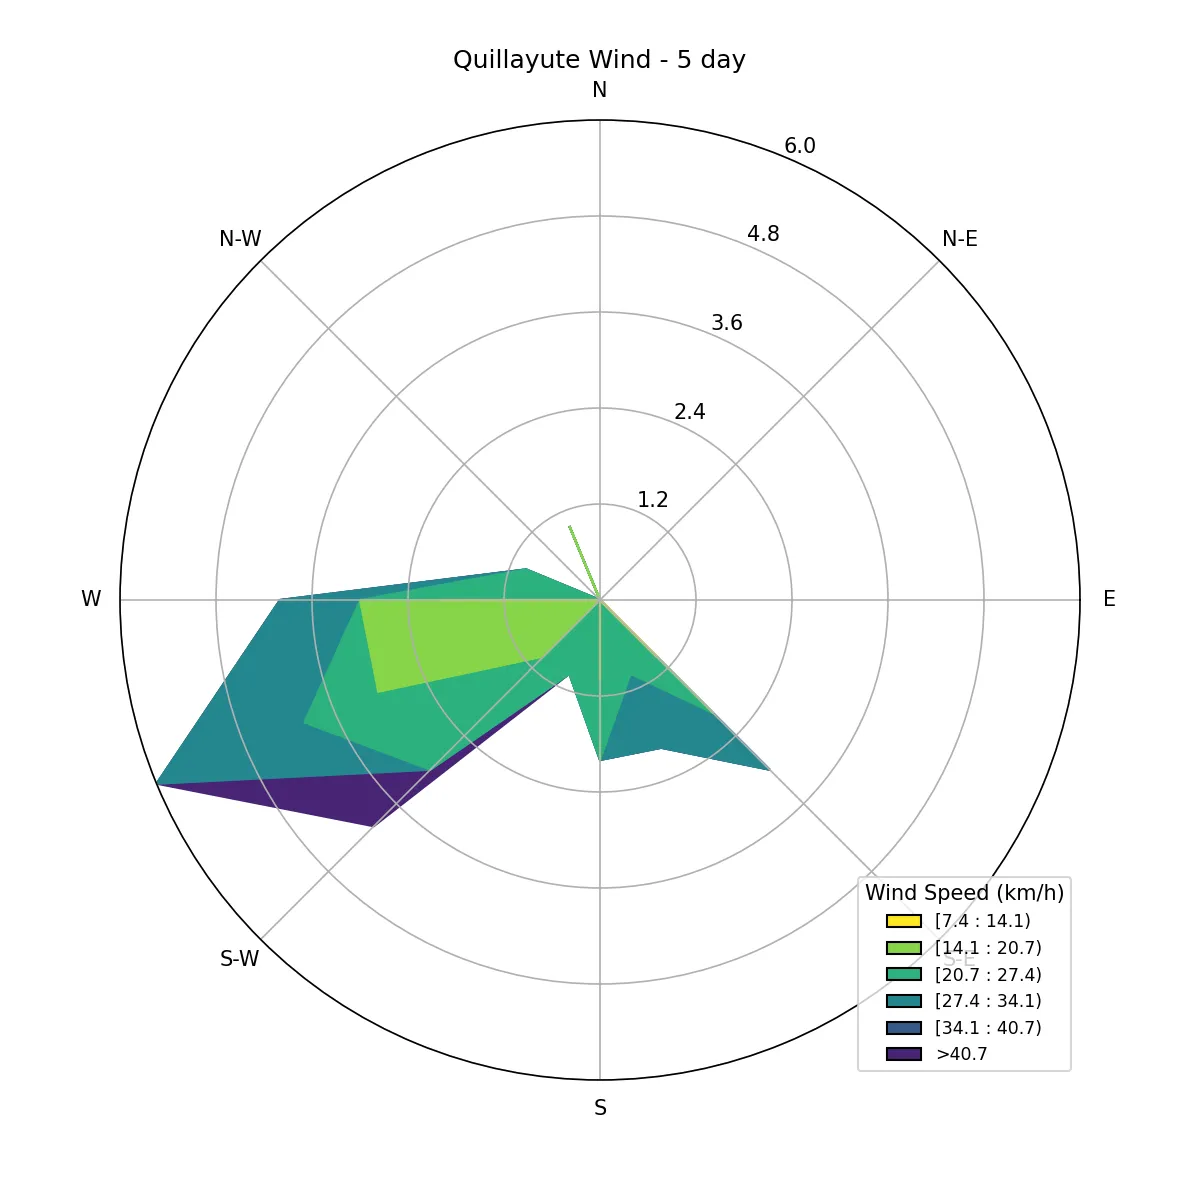 Quillayute Wind - 5 day
N
6.0
N-W
4.8
N-E
3.6
2.4
1.2
W
E
Wind Speed (km/h)
[7.4 : 14.1)
[14.1 : 20.7)
S-W
S-E
[20.7 : 27.4)
[27.4 : 34.1)
[34.1 : 40.7)
>40.7
S